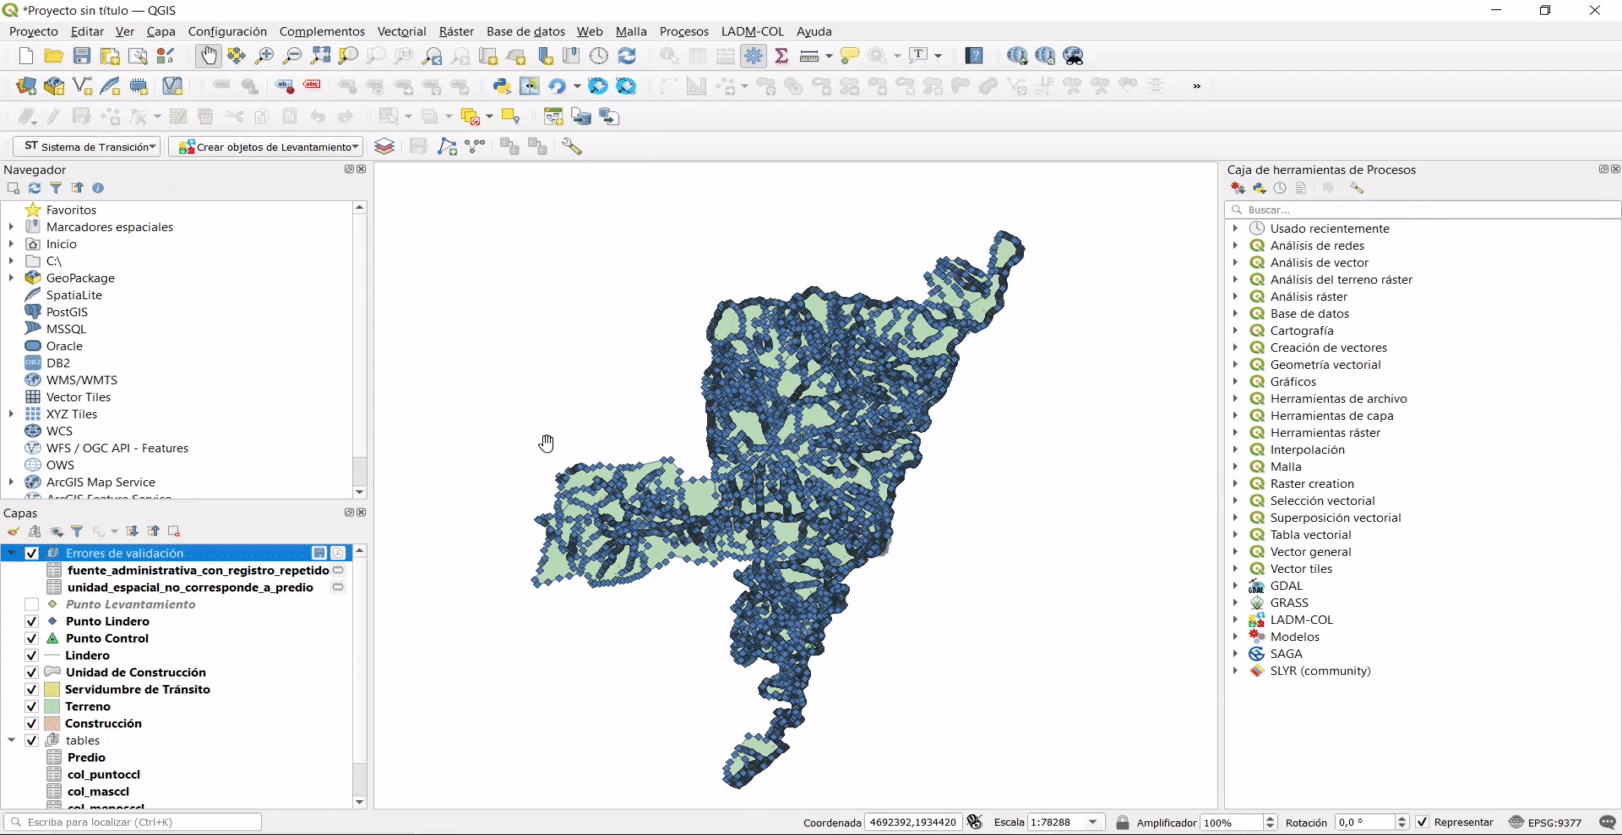 *Proyecto sin título — QGIS
Proyecto Editar Ver Capa Configuración Complementos Vectorial Ráster Base de datos Web Malla Procesos LADM-COL Ayuda
ST Sistema de Transición Crear objetos de Levantamiento
Navegador
Favoritos
Marcadores espaciales
Inicio
C:\
GeoPackage
SpatiaLite
PostGIS
MSSQL
Oracle
DB2
WMS/WMTS
Vector Tiles
XYZ Tiles
WCS
WFS / OGC API - Features
OWS
ArcGIS Map Service
ArcGIS Feature Service
Capas
Errores de validación
fuente_administrativa_con_registro_repetido
unidad_espacial_no_corresponde_a_predio
Punto Levantamiento
Punto Lindero
Punto Control
Lindero
Unidad de Construcción
Servidumbre de Tránsito
Terreno
Construcción
tables
Predio
col_puntoccl
col_masccl
col_menosccl
Caja de herramientas de Procesos
Buscar...
Usado recientemente
Análisis de redes
Análisis de vector
Análisis del terreno ráster
Análisis ráster
Base de datos
Cartografía
Creación de vectores
Geometría vectorial
Gráficos
Herramientas de archivo
Herramientas de capa
Herramientas ráster
Interpolación
Malla
Raster creation
Selección vectorial
Superposición vectorial
Tabla vectorial
Vector general
Vector tiles
GDAL
GRASS
LADM-COL
Modelos
SAGA
SLYR (community)
Escriba para localizar (Ctrl+K) Coordenada 4692392,1934420 Escala 1:78288 Amplificador 100% Rotación 0,0 ° Representar EPSG:9377